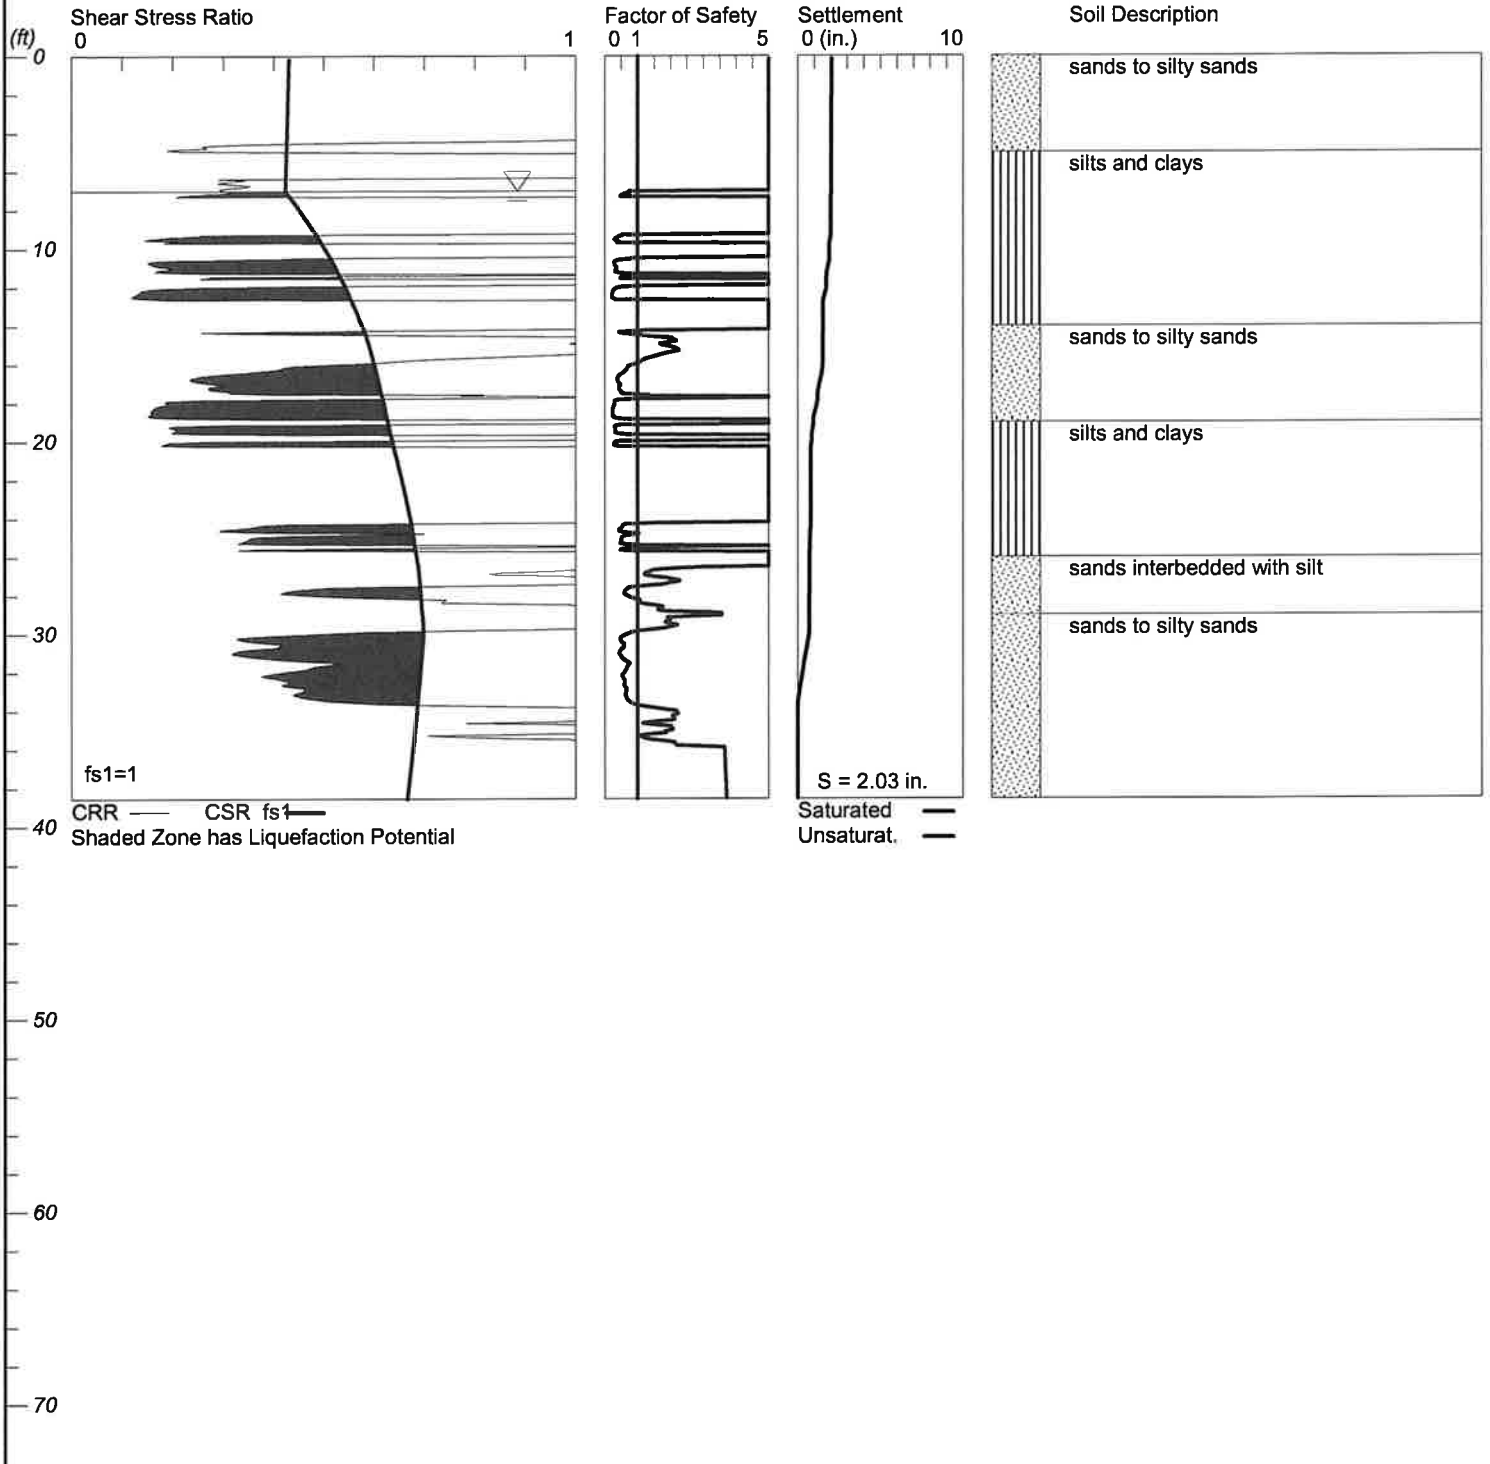 Shear Stress Ratio Factor of Safety Settlement Soil Description
(ft) 0 1 0 1 5 0 (in.) 10
0
sands to silty sands
silts and clays
10
sands to silty sands
20
silts and clays
sands interbedded with silt
30
sands to silty sands
fs1=1 S = 2.03 in.
CRR CSR fs1 Saturated
40
Shaded Zone has Liquefaction Potential Unsaturat.
50
60
70